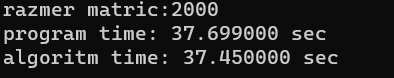 razmer matric:2000
program time: 37.699000 sec
algoritm time: 37.450000 sec